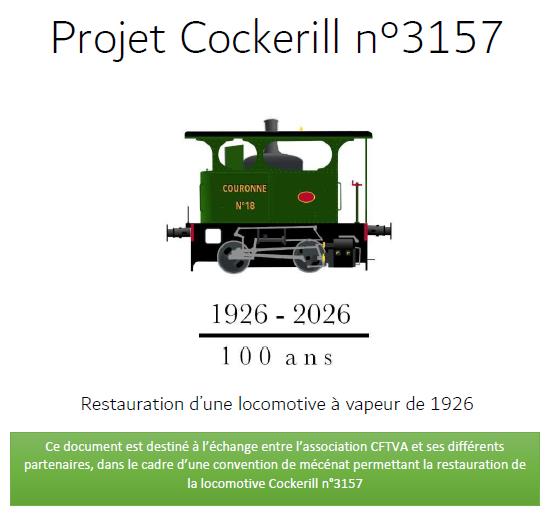 Projet Cockerill n°3157
COURONNE
N°18
1926 - 2026
100 ans
Restauration d’une locomotive à vapeur de 1926
Ce document est destiné à l’échange entre l’association CFTVA et ses différents
partenaires, dans le cadre d’une convention de mécénat permettant la restauration de
la locomotive Cockerill n°3157